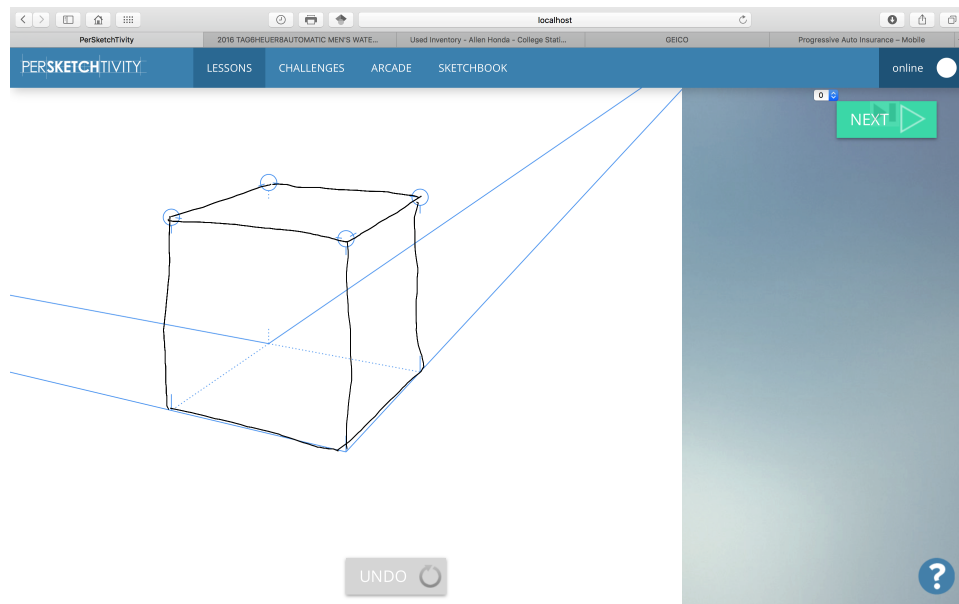 localhost
PerSketchTivity
2016 TAG6HEUER8AUTOMATIC MEN'S WATE...
Used Inventory - Allen Honda - College Stati...
GEICO
Progressive Auto Insurance – Mobile
PERSKETCHTIVITY
LESSONS
CHALLENGES
ARCADE
SKETCHBOOK
online
0
NEXT
UNDO
?